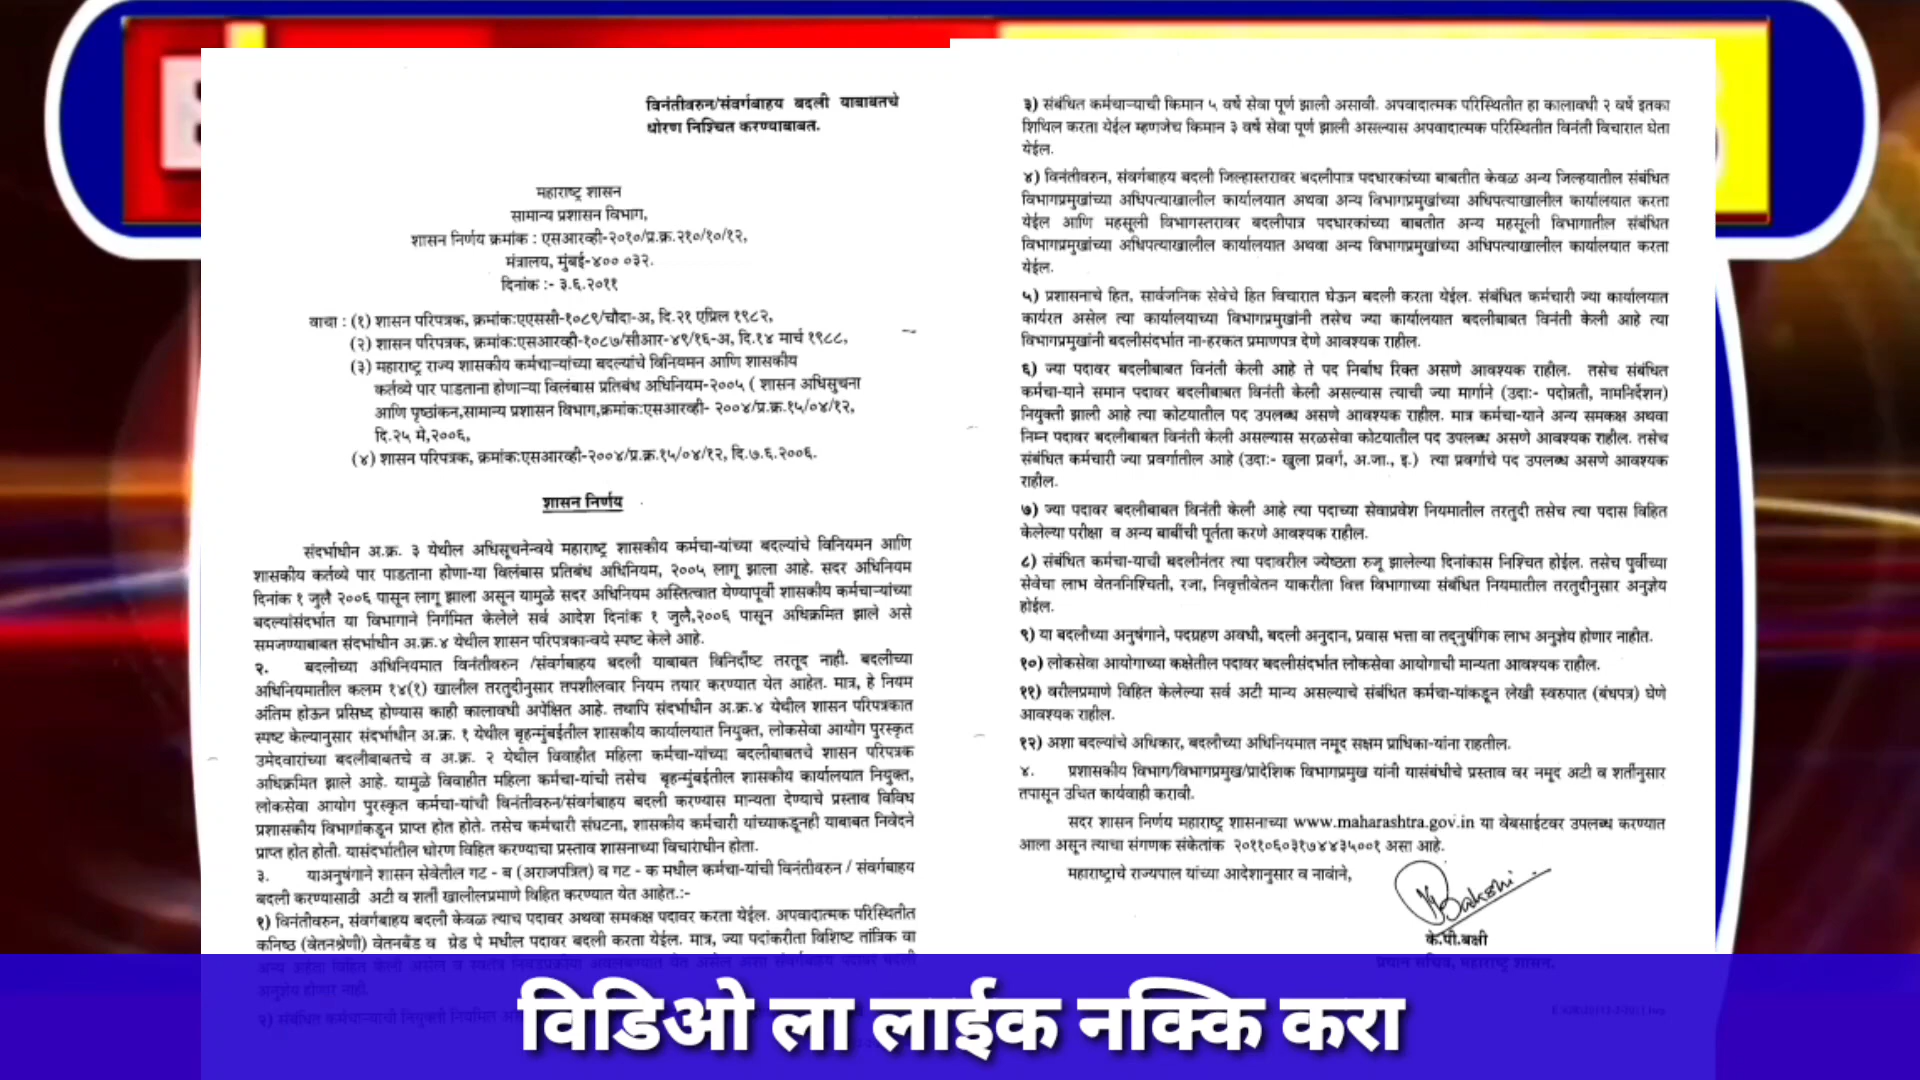 विनंतीवरुन/संवर्गबाहय बदली याबाबतचे
धोरण निश्चित करण्याबाबत.
महाराष्ट्र शासन
सामान्य प्रशासन विभाग,
शासन निर्णय क्रमांक : एसआरव्ही-२०१०/प्र.क्र.२१०/१०/१२,
मंत्रालय, मुंबई-४०० ०३२.
दिनांक :- ३.६.२०११
वाचा : (१) शासन परिपत्रक, क्रमांक:एएससी-१०८९/चौदा-अ, दि.२१ एप्रिल १९८२,
(२) शासन परिपत्रक, क्रमांक:एसआरव्ही-१०८७/सीआर-४९/१६-अ, दि.१४ मार्च १९८८,
(३) महाराष्ट्र राज्य शासकीय कर्मचाऱ्यांच्या बदल्यांचे विनियमन आणि शासकीय
कर्तव्ये पार पाडताना होणाऱ्या विलंबास प्रतिबंध अधिनियम-२००५ ( शासन अधिसुचना
आणि पृष्ठांकन,सामान्य प्रशासन विभाग,क्रमांक:एसआरव्ही- २००४/प्र.क्र.१५/०४/१२,
दि.२५ मे,२००६,
(४) शासन परिपत्रक, क्रमांक:एसआरव्ही-२००४/प्र.क्र.१५/०४/१२, दि.७.६.२००६.
शासन निर्णय
संदर्भाधीन अ.क्र. ३ येथील अधिसूचनेन्वये महाराष्ट्र शासकीय कर्मचा-यांच्या बदल्यांचे विनियमन आणि
शासकीय कर्तव्ये पार पाडताना होणा-या विलंबास प्रतिबंध अधिनियम, २००५ लागू झाला आहे. सदर अधिनियम
दिनांक १ जुलै २००६ पासून लागू झाला असून यामुळे सदर अधिनियम अस्तित्वात येण्यापूर्वी शासकीय कर्मचाऱ्यांच्या
बदल्यांसंदर्भात या विभागाने निर्गमित केलेले सर्व आदेश दिनांक १ जुलै,२००६ पासून अधिक्रमित झाले असे
समजण्याबाबत संदर्भाधीन अ.क्र.४ येथील शासन परिपत्रकान्वये स्पष्ट केले आहे.
२. बदलीच्या अधिनियमात विनंतीवरुन /संवर्गबाहय बदली याबाबत विनिर्दीष्ट तरतूद नाही. बदलीच्या
अधिनियमातील कलम १४(१) खालील तरतुदीनुसार तपशीलवार नियम तयार करण्यात येत आहेत. मात्र, हे नियम
अंतिम होऊन प्रसिध्द होण्यास काही कालावधी अपेक्षित आहे. तथापि संदर्भाधीन अ.क्र.४ येथील शासन परिपत्रकात
स्पष्ट केल्यानुसार संदर्भाधीन अ.क्र. १ येथील बृहन्मुंबईतील शासकीय कार्यालयात नियुक्त, लोकसेवा आयोग पुरस्कृत
उमेदवारांच्या बदलीबाबतचे व अ.क्र. २ येथील विवाहीत महिला कर्मचा-यांच्या बदलीबाबतचे शासन परिपत्रक
अधिक्रमित झाले आहे. यामुळे विवाहीत महिला कर्मचा-यांची तसेच बृहन्मुंबईतील शासकीय कार्यालयात नियुक्त,
लोकसेवा आयोग पुरस्कृत कर्मचा-यांची विनंतीवरुन/संवर्गबाहय बदली करण्यास मान्यता देण्याचे प्रस्ताव विविध
प्रशासकीय विभागांकडून प्राप्त होत होते. तसेच कर्मचारी संघटना, शासकीय कर्मचारी यांच्याकडूनही याबाबत निवेदने
प्राप्त होत होती. यासंदर्भातील धोरण विहित करण्याचा प्रस्ताव शासनाच्या विचाराधीन होता.
३. याअनुषंगाने शासन सेवेतील गट - ब (अराजपत्रित) व गट - क मधील कर्मचा-यांची विनंतीवरुन / संवर्गबाहय
बदली करण्यासाठी अटी व शर्ती खालीलप्रमाणे विहित करण्यात येत आहेत.:-
१) विनंतीवरुन, संवर्गबाहय बदली केवळ त्याच पदावर अथवा समकक्ष पदावर करता येईल. अपवादात्मक परिस्थितीत
कनिष्ठ (वेतनश्रेणी) वेतनबँड व ग्रेड पे मधील पदावर बदली करता येईल. मात्र, ज्या पदांकरीता विशिष्ट तांत्रिक वा
अन्य अर्हता विहित केली असेल व स्वतंत्र निवडप्रक्रीया अवलंबण्यात येत असेल अशा संवर्गबाहय पदावर बदली
अनुज्ञेय होणार नाही.
२) संबंधित कर्मचाऱ्याची नियुक्ती नियमित
३) संबंधित कर्मचाऱ्याची किमान ५ वर्षे सेवा पूर्ण झाली असावी. अपवादात्मक परिस्थितीत हा कालावधी २ वर्षे इतका
शिथिल करता येईल म्हणजेच किमान ३ वर्षे सेवा पूर्ण झाली असल्यास अपवादात्मक परिस्थितीत विनंती विचारात घेता
येईल.
४) विनंतीवरुन, संवर्गबाहय बदली जिल्हास्तरावर बदलीपात्र पदधारकांच्या बाबतीत केवळ अन्य जिल्हयातील संबंधित
विभागप्रमुखांच्या अधिपत्याखालील कार्यालयात अथवा अन्य विभागप्रमुखांच्या अधिपत्याखालील कार्यालयात करता
येईल आणि महसूली विभागस्तरावर बदलीपात्र पदधारकांच्या बाबतीत अन्य महसूली विभागातील संबंधित
विभागप्रमुखांच्या अधिपत्याखालील कार्यालयात अथवा अन्य विभागप्रमुखांच्या अधिपत्याखालील कार्यालयात करता
येईल.
५) प्रशासनाचे हित, सार्वजनिक सेवेचे हित विचारात घेऊन बदली करता येईल. संबंधित कर्मचारी ज्या कार्यालयात
कार्यरत असेल त्या कार्यालयाच्या विभागप्रमुखांनी तसेच ज्या कार्यालयात बदलीबाबत विनंती केली आहे त्या
विभागप्रमुखांनी बदलीसंदर्भात ना-हरकत प्रमाणपत्र देणे आवश्यक राहील.
६) ज्या पदावर बदलीबाबत विनंती केली आहे ते पद निर्बाध रिक्त असणे आवश्यक राहील. तसेच संबंधित
कर्मचा-याने समान पदावर बदलीबाबत विनंती केली असल्यास त्याची ज्या मार्गाने (उदा:- पदोन्नती, नामनिर्देशन)
नियुक्ती झाली आहे त्या कोटयातील पद उपलब्ध असणे आवश्यक राहील. मात्र कर्मचा-याने अन्य समकक्ष अथवा
निम्न पदावर बदलीबाबत विनंती केली असल्यास सरळसेवा कोटयातील पद उपलब्ध असणे आवश्यक राहील. तसेच
संबंधित कर्मचारी ज्या प्रवर्गातील आहे (उदा:- खुला प्रवर्ग, अ.जा., इ.) त्या प्रवर्गाचे पद उपलब्ध असणे आवश्यक
राहील.
७) ज्या पदावर बदलीबाबत विनंती केली आहे त्या पदाच्या सेवाप्रवेश नियमातील तरतुदी तसेच त्या पदास विहित
केलेल्या परीक्षा व अन्य बाबींची पूर्तता करणे आवश्यक राहील.
८) संबंधित कर्मचा-याची बदलीनंतर त्या पदावरील ज्येष्ठता रुजू झालेल्या दिनांकास निश्चित होईल. तसेच पुर्वीच्या
सेवेचा लाभ वेतननिश्चिती, रजा, निवृत्तीवेतन याकरीता वित्त विभागाच्या संबंधित नियमातील तरतुदीनुसार अनुज्ञेय
होईल.
९) या बदलीच्या अनुषंगाने, पदग्रहण अवधी, बदली अनुदान, प्रवास भत्ता वा तद्नुषंगिक लाभ अनुज्ञेय होणार नाहीत.
१०) लोकसेवा आयोगाच्या कक्षेतील पदावर बदलीसंदर्भात लोकसेवा आयोगाची मान्यता आवश्यक राहील.
११) वरीलप्रमाणे विहित केलेल्या सर्व अटी मान्य असल्याचे संबंधित कर्मचा-यांकडून लेखी स्वरुपात (बंधपत्र) घेणे
आवश्यक राहील.
१२) अशा बदल्यांचे अधिकार, बदलीच्या अधिनियमात नमूद सक्षम प्राधिका-यांना राहतील.
४. प्रशासकीय विभाग/विभागप्रमुख/प्रादेशिक विभागप्रमुख यांनी यासंबंधीचे प्रस्ताव वर नमूद अटी व शर्तीनुसार
तपासून उचित कार्यवाही करावी.
सदर शासन निर्णय महाराष्ट्र शासनाच्या www.maharashtra.gov.in या वेबसाईटवर उपलब्ध करण्यात
आला असून त्याचा संगणक संकेतांक २०११०६०३१७४४३५००१ असा आहे.
महाराष्ट्राचे राज्यपाल यांच्या आदेशानुसार व नावांने,
के.पी.बक्षी
प्रधान सचिव, महाराष्ट्र शासन.
विडिओ ला लाईक नक्कि करा